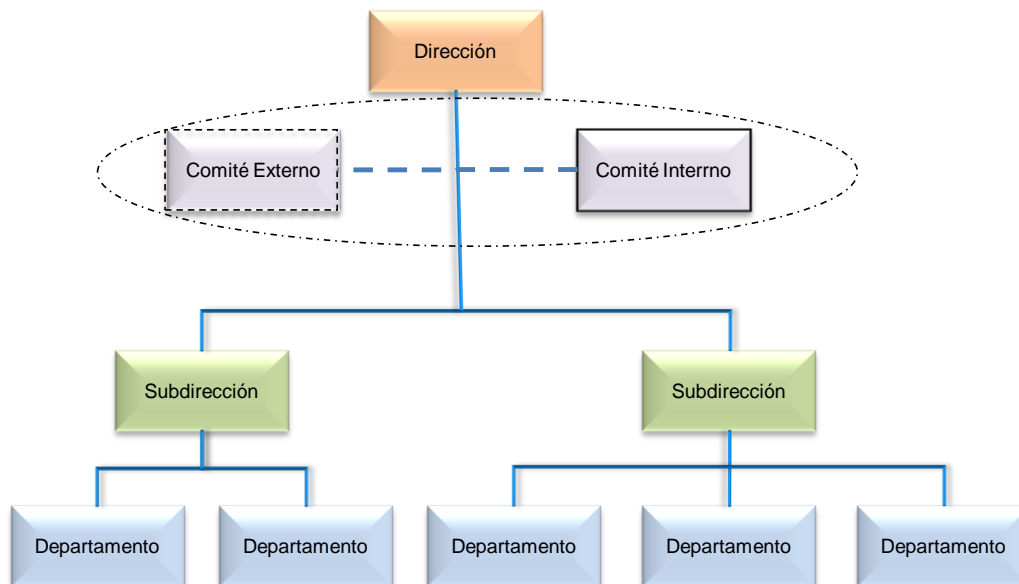 Dirección
Comité Externo
Comité Interrno
Subdirección
Subdirección
Departamento
Departamento
Departamento
Departamento
Departamento